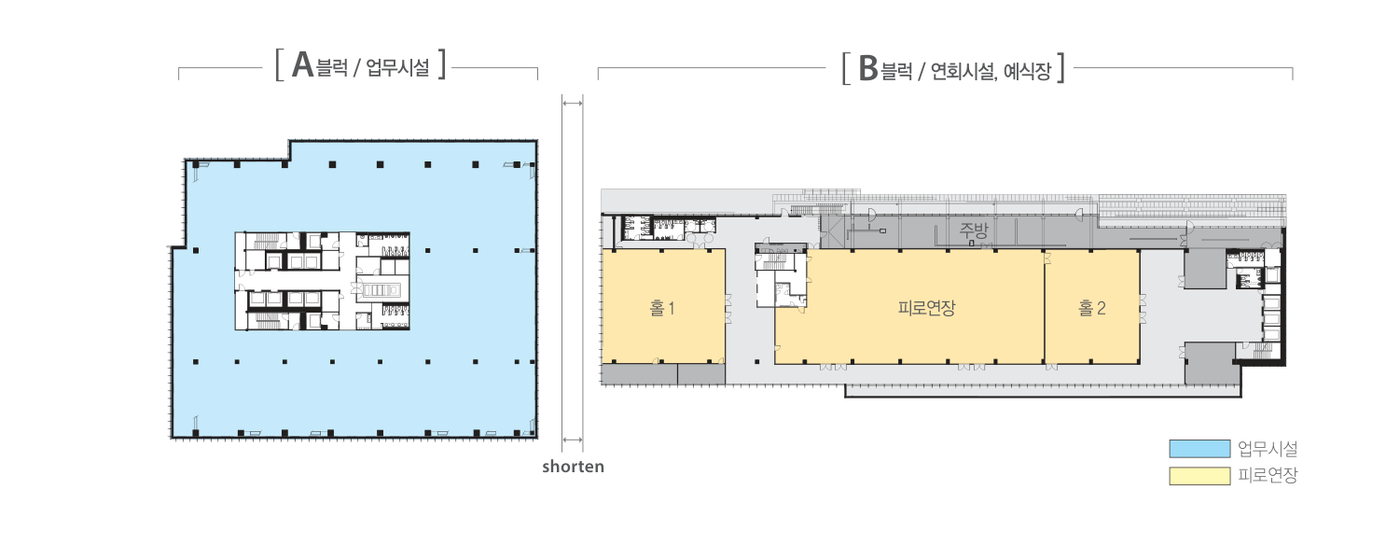 [ A블럭 / 업무시설 ]
[ B블럭 / 연회시설, 예식장 ]
주방
홀 1
피로연장
홀 2
shorten
업무시설
피로연장